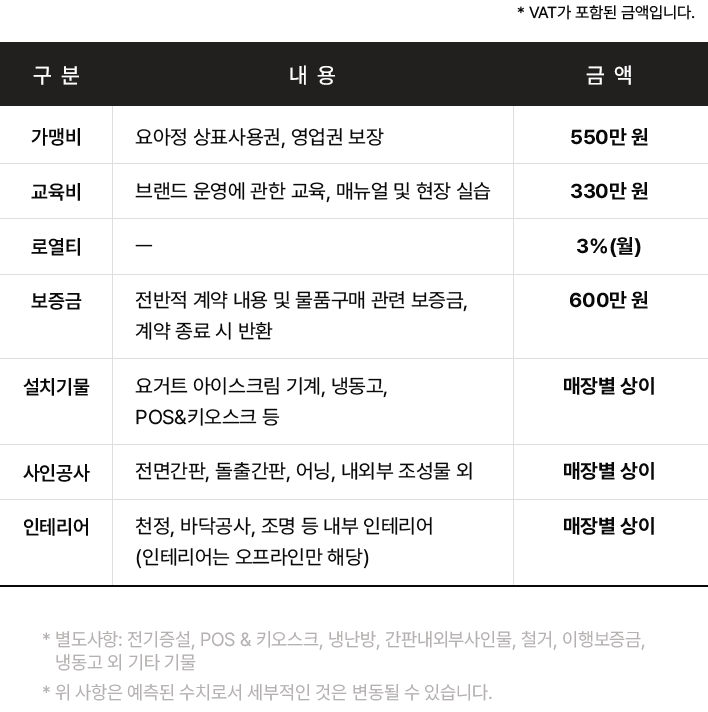 * VAT가 포함된 금액입니다.
구 분 내 용 금 액
가맹비 요아정 상표사용권, 영업권 보장 550만 원
교육비 브랜드 운영에 관한 교육, 매뉴얼 및 현장 실습 330만 원
로열티 — 3%(월)
보증금 전반적 계약 내용 및 물품구매 관련 보증금, 600만 원
계약 종료 시 반환
설치기물 요거트 아이스크림 기계, 냉동고, 매장별 상이
POS&키오스크 등
사인공사 전면간판, 돌출간판, 어닝, 내외부 조성물 외 매장별 상이
인테리어 천정, 바닥공사, 조명 등 내부 인테리어 매장별 상이
(인테리어는 오프라인만 해당)
* 별도사항: 전기증설, POS & 키오스크, 냉난방, 간판내외부사인물, 철거, 이행보증금,
냉동고 외 기타 기물
* 위 사항은 예측된 수치로서 세부적인 것은 변동될 수 있습니다.